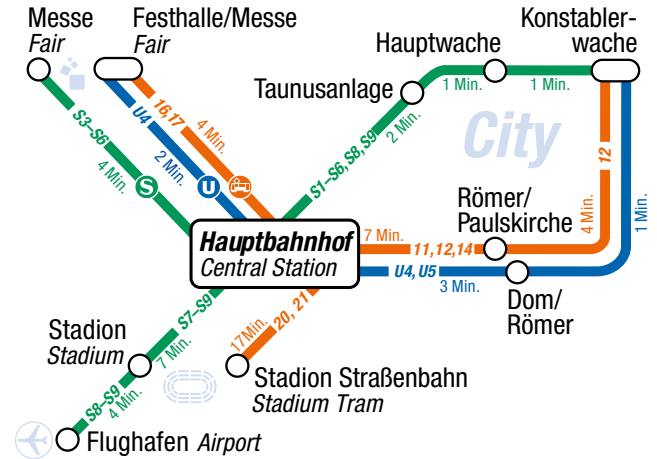 Messe
Fair
Festhalle/Messe
Fair
Konstabler-
wache
Hauptwache
Taunusanlage
1 Min.
1 Min.
2 Min.
S1–S6, S8, S9
City
16,17
4 Min.
U4
2 Min.
S3–S6
4 Min.
S
U
12
4 Min.
1 Min.
Römer/
Paulskirche
Hauptbahnhof
Central Station
7 Min.
11,12,14
U4, U5
3 Min.
Dom/
Römer
S7–S9
7 Min.
17Min.
20, 21
Stadion
Stadium
Stadion Straßenbahn
Stadium Tram
S8–S9
4 Min.
Flughafen Airport